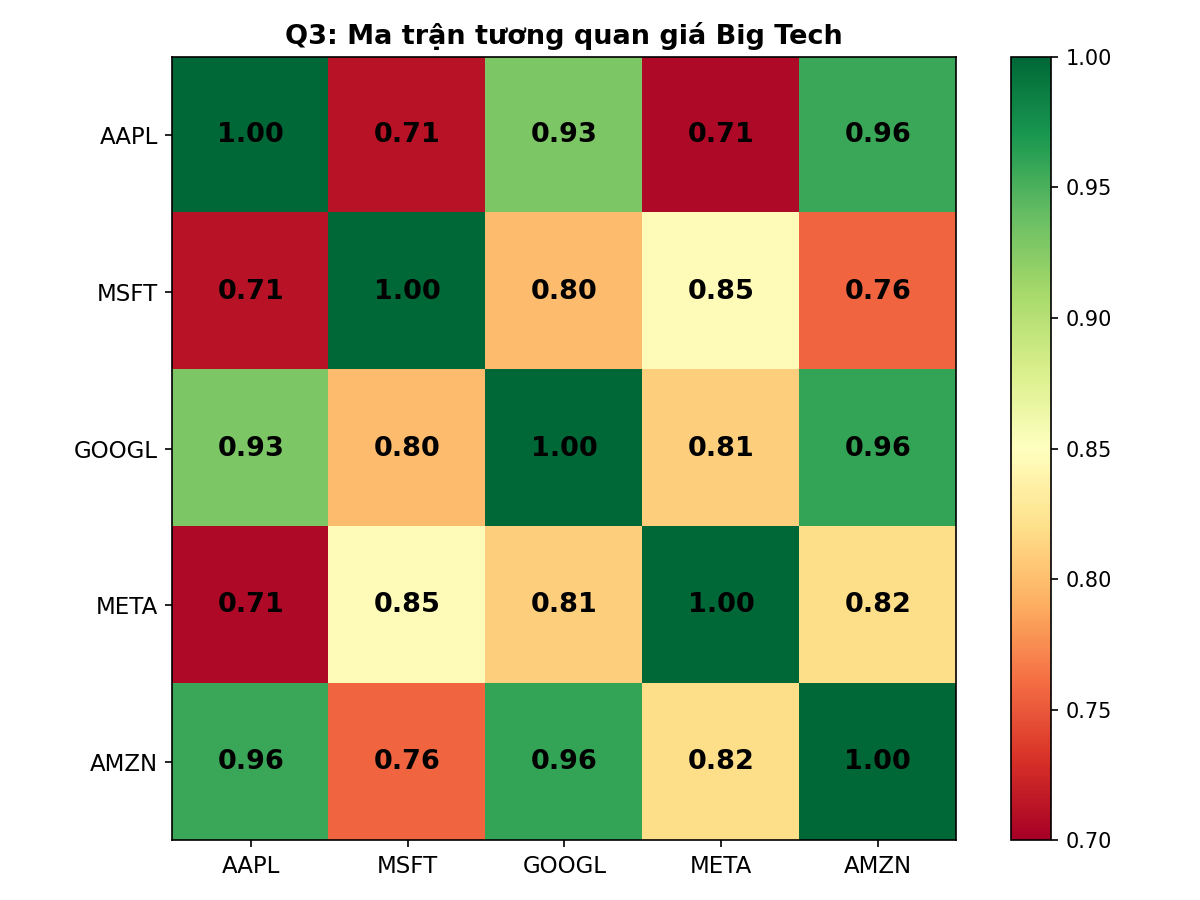 Q3: Ma trận tương quan giá Big Tech
AAPL 1.00 0.71 0.93 0.71 0.96
MSFT 0.71 1.00 0.80 0.85 0.76
GOOGL 0.93 0.80 1.00 0.81 0.96
META 0.71 0.85 0.81 1.00 0.82
AMZN 0.96 0.76 0.96 0.82 1.00
AAPL MSFT GOOGL META AMZN
1.00
0.95
0.90
0.85
0.80
0.75
0.70